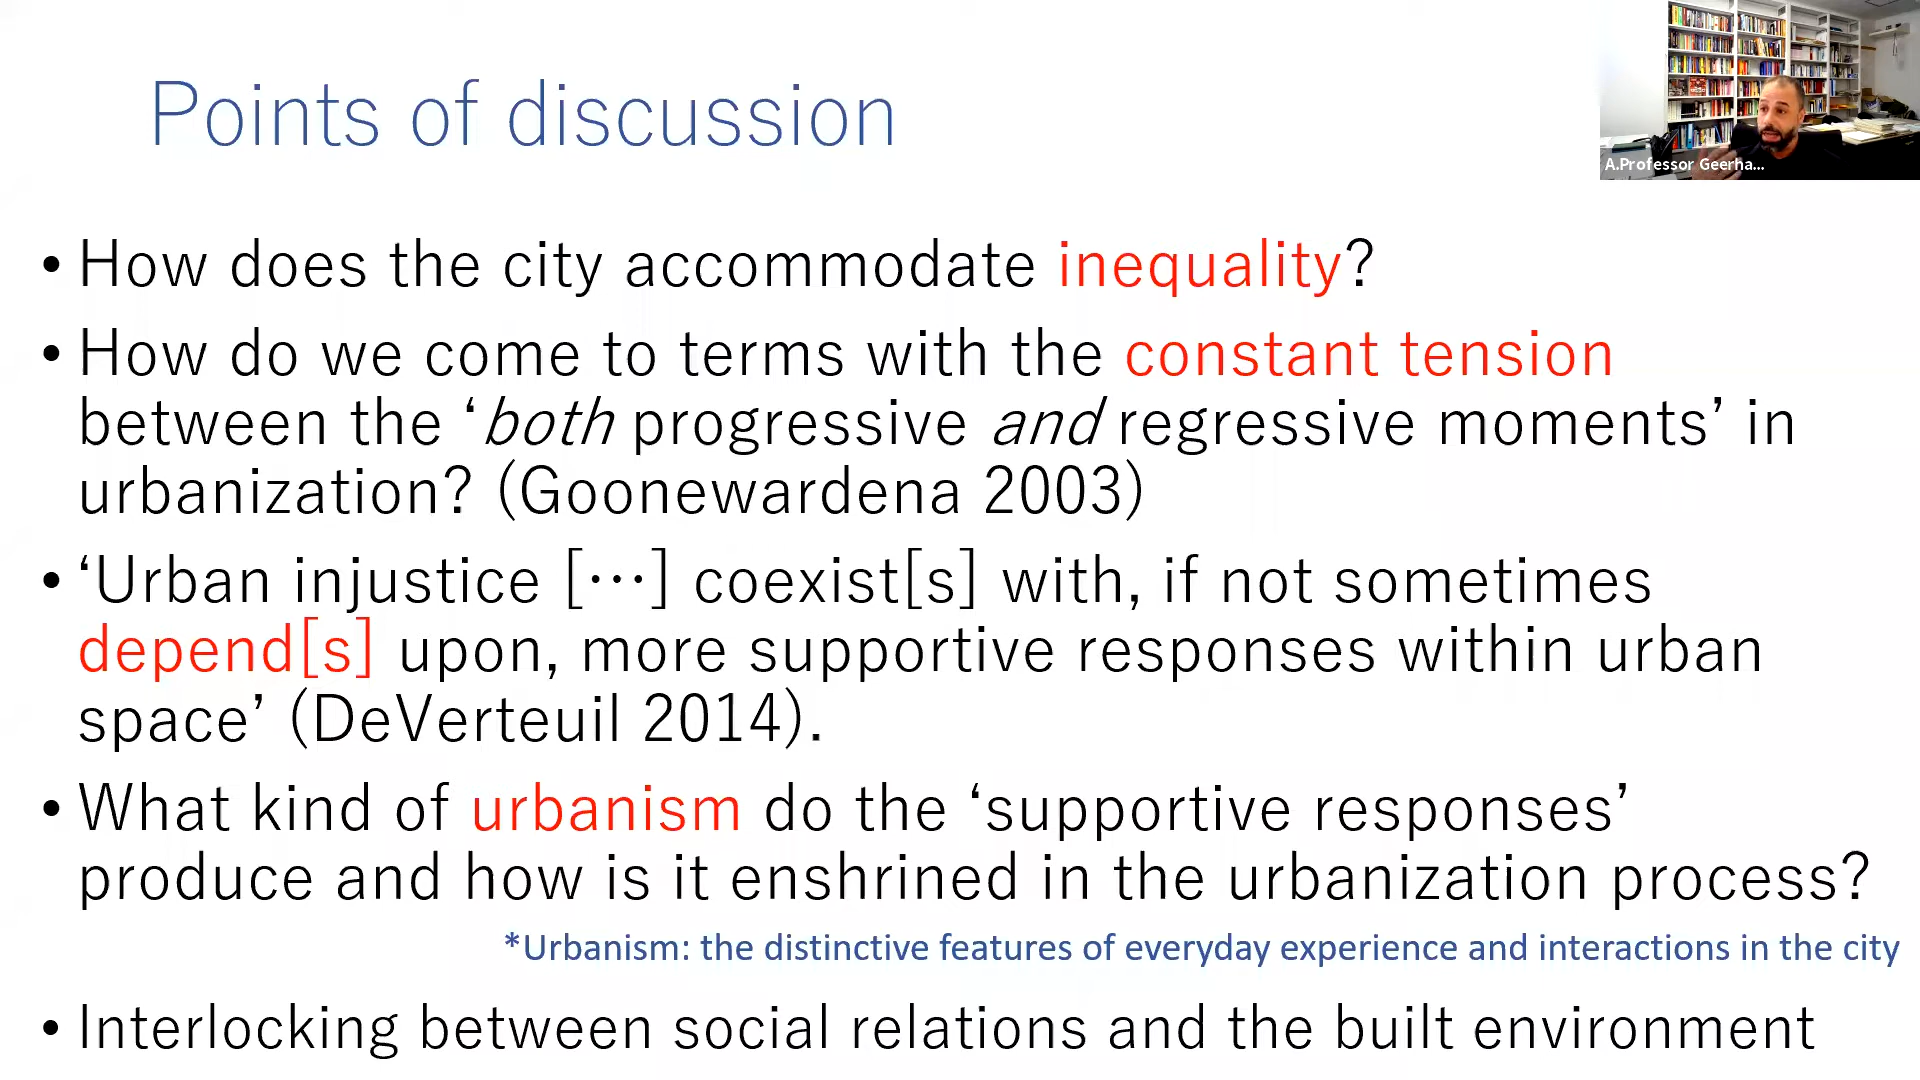 Points of discussion
A.Professor Geerha...
• How does the city accommodate inequality?
• How do we come to terms with the constant tension
between the ‘both progressive and regressive moments’ in
urbanization? (Goonewardena 2003)
• ‘Urban injustice […] coexist[s] with, if not sometimes
depend[s] upon, more supportive responses within urban
space’ (DeVerteuil 2014).
• What kind of urbanism do the ‘supportive responses’
produce and how is it enshrined in the urbanization process?
*Urbanism: the distinctive features of everyday experience and interactions in the city
• Interlocking between social relations and the built environment